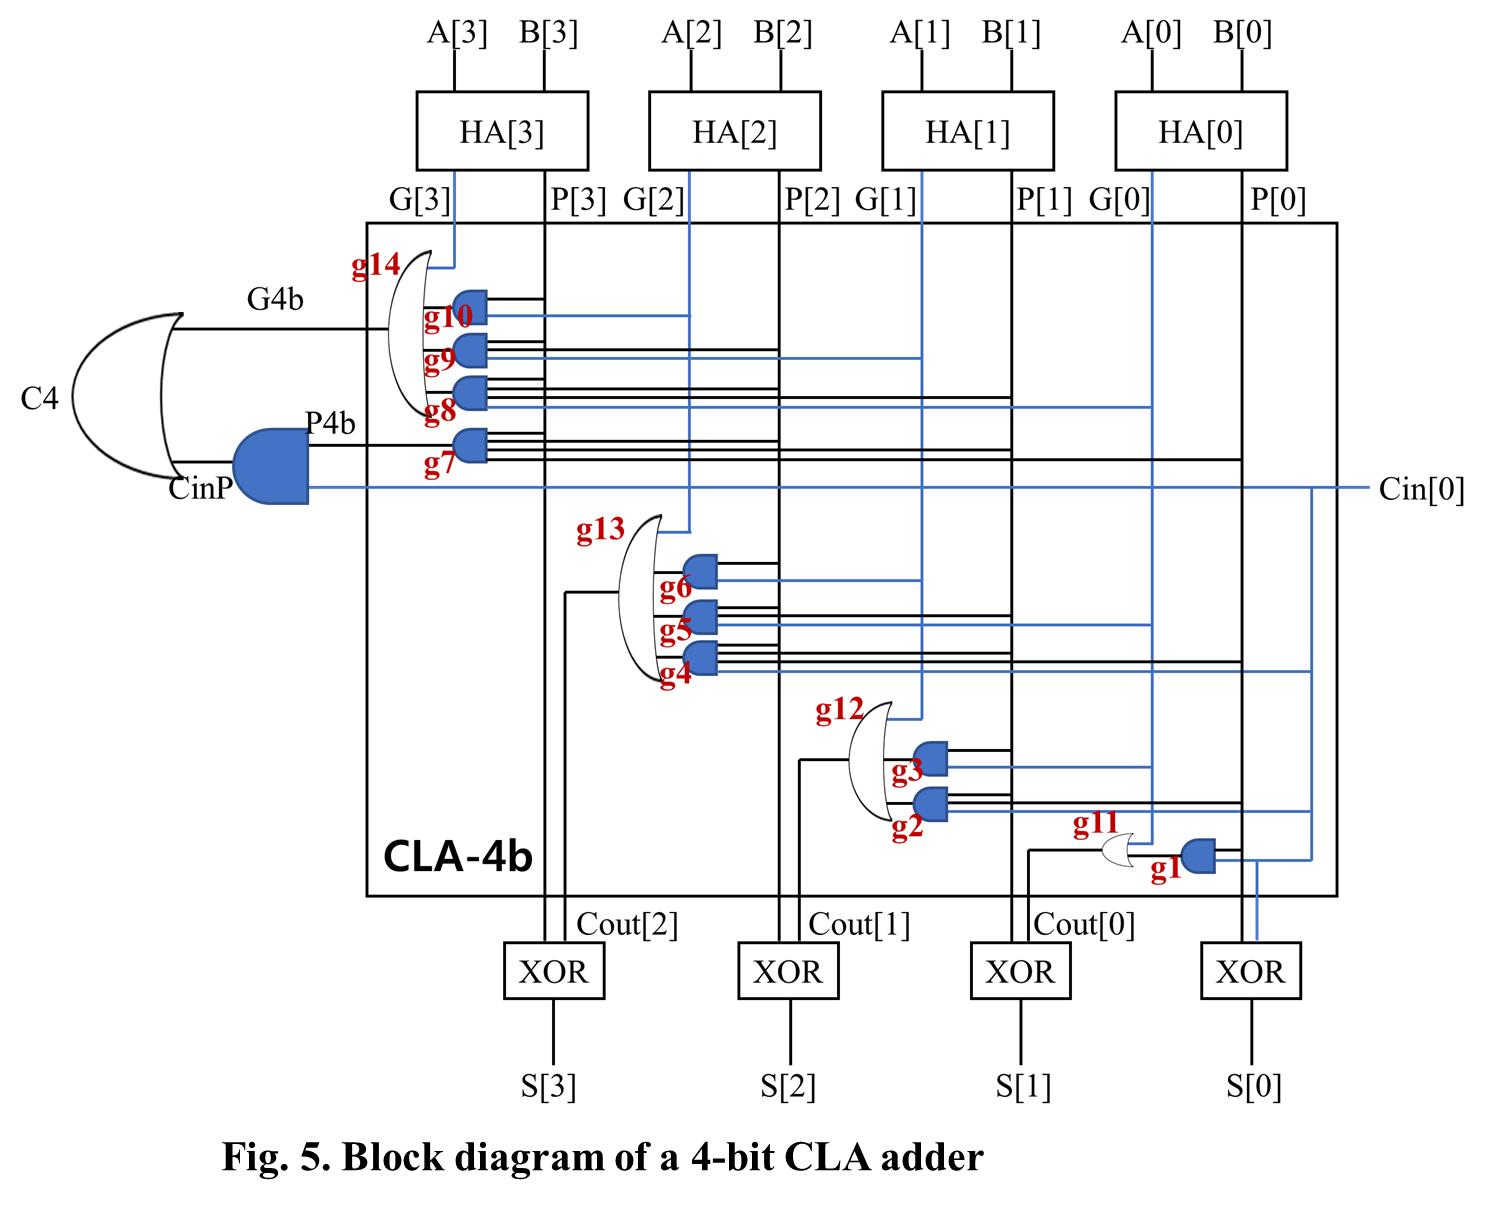 A[3] B[3] A[2] B[2] A[1] B[1] A[0] B[0]
HA[3] HA[2] HA[1] HA[0]
G[3] P[3] G[2] P[2] G[1] P[1] G[0] P[0]
g14
G4b
g10
g9
C4
g8
P4b
g7
CinP
Cin[0]
g13
g6
g5
g4
g12
g3
g2
g11
CLA-4b
g1
Cout[2] Cout[1] Cout[0]
XOR XOR XOR XOR
S[3] S[2] S[1] S[0]
Fig. 5. Block diagram of a 4-bit CLA adder